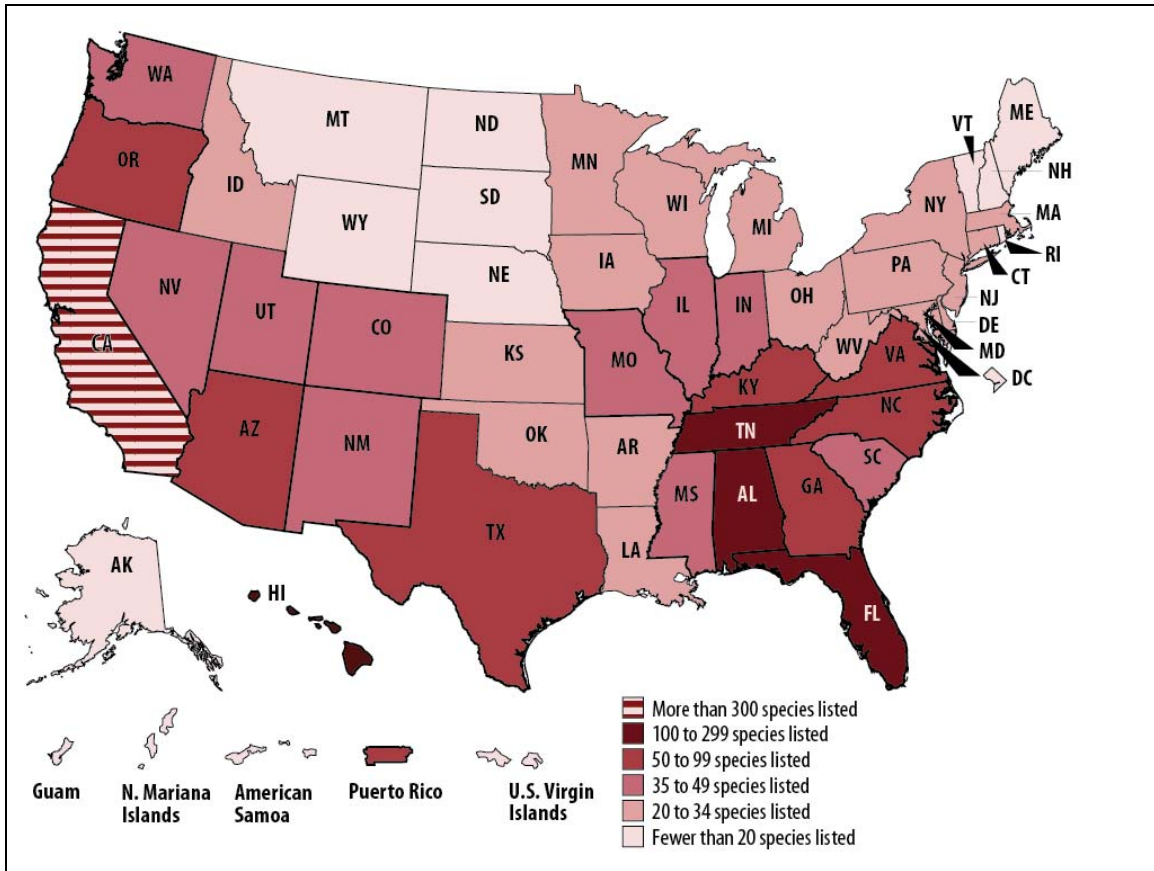 WA
MT
ND
MN
VT
ME
NH
OR
ID
SD
WI
NY
MA
WY
MI
RI
CT
IA
PA
NE
NJ
NV
OH
DE
UT
IL
IN
MD
CO
WV
VA
DC
CA
KS
MO
KY
NC
TN
AZ
NM
OK
AR
SC
MS
AL
GA
TX
LA
AK
HI
FL
More than 300 species listed
100 to 299 species listed
50 to 99 species listed
35 to 49 species listed
20 to 34 species listed
Fewer than 20 species listed
Guam
N. Mariana
Islands
American
Samoa
Puerto Rico
U.S. Virgin
Islands